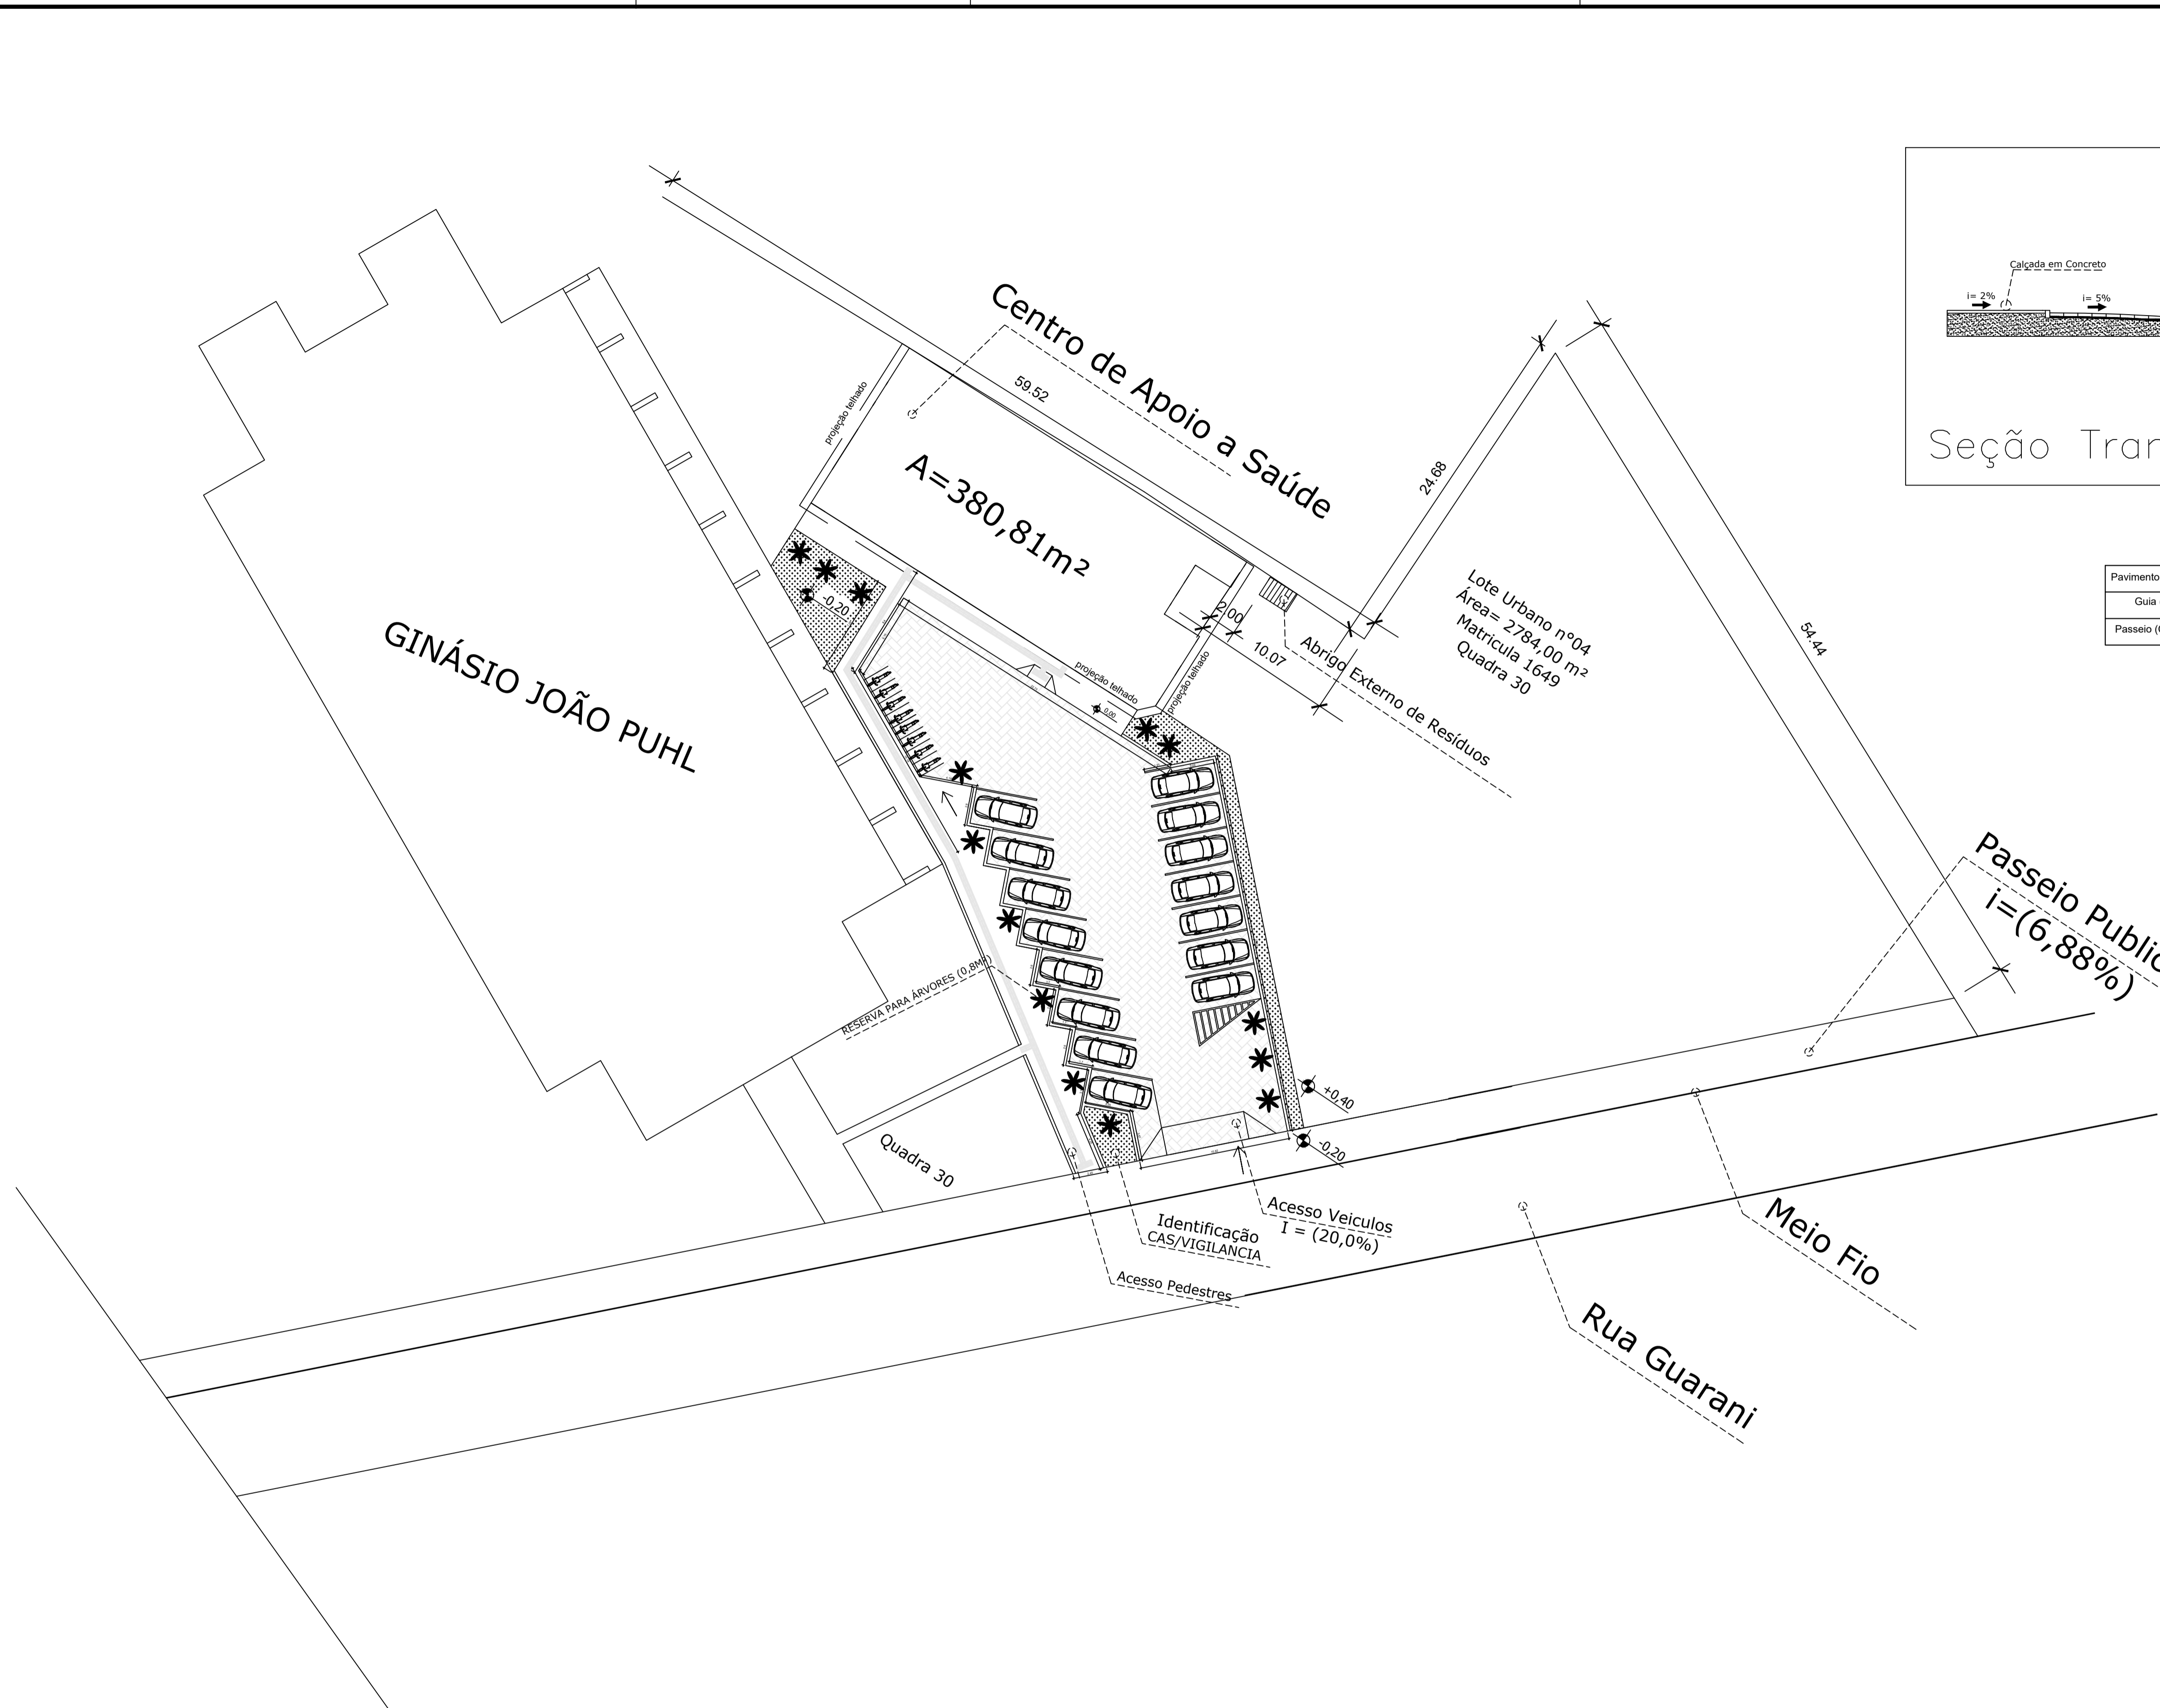 Centro de Apoio a Saúde
59.52
projeção telhado
A=380,81m²
24.68
54.44
GINÁSIO JOÃO PUHL
-0,20
2.00
10.07
Lote Urbano n°04
Área= 2784,00 m²
Matricula 1649
Quadra 30
Abrigo Externo de Resíduos
projeção telhado
projeção telhado
0,00
RESERVA PARA ÁRVORES (0,8M²)
Quadra 30
+0,40
-0,20
Acesso Veiculos
I = (20,0%)
Identificação
CAS/VIGILANCIA
Acesso Pedestres
Passeio Public
i=(6,88%)
Meio Fio
Rua Guarani
Calçada em Concreto
i= 2%
i= 5%
Seção Tran
Pavimento
Guia
Passeio (